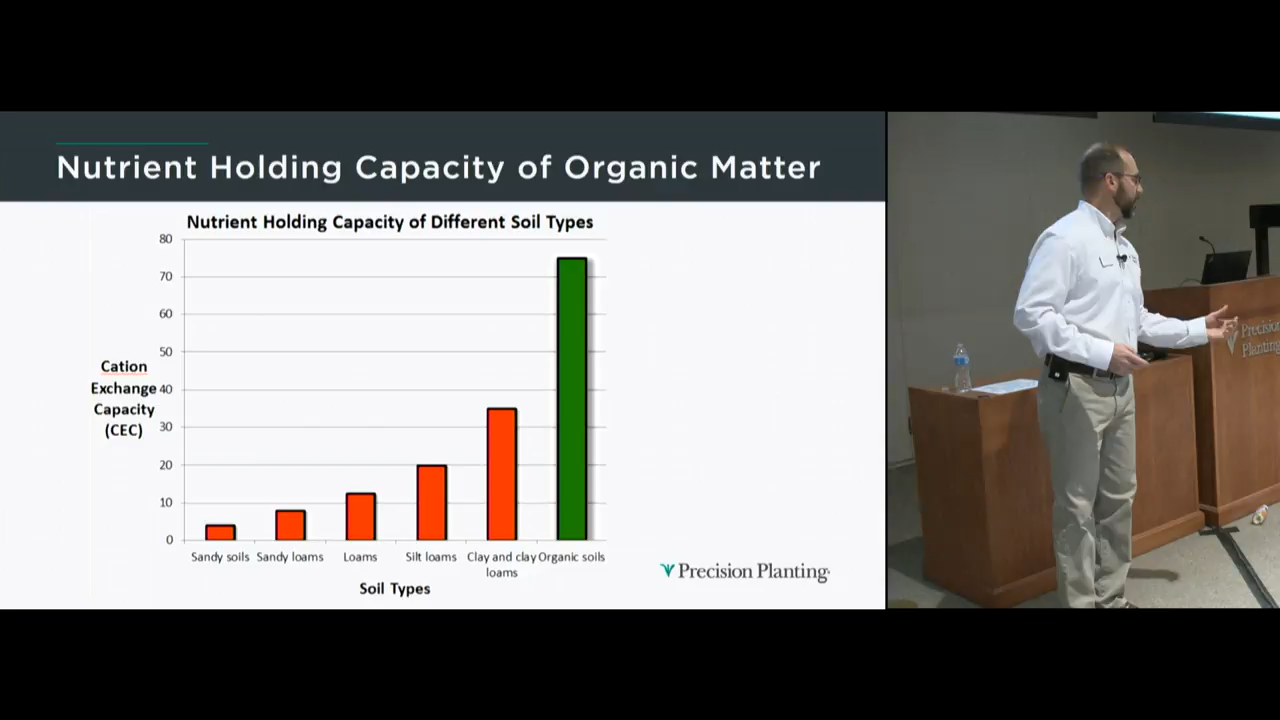 Nutrient Holding Capacity of Organic Matter
Nutrient Holding Capacity of Different Soil Types
80
70
60
50
40
30
20
10
0
Cation
Exchange
Capacity
(CEC)
Sandy soils
Sandy loams
Loams
Silt loams
Clay and clay
loams
Organic soils
Soil Types
Precision Planting
Precision
Planting